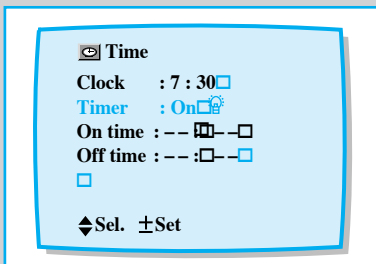 Time
Clock : 7 : 30□
Timer : On□
On time : – – :□– –□
Off time : – – :□– –□
□
Sel. ±Set